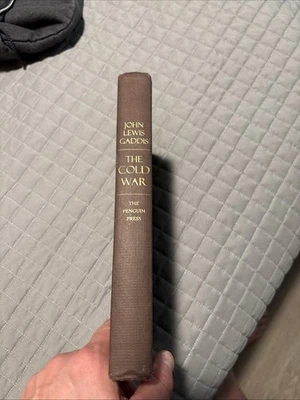 JOHN
LEWIS
GADDIS
THE
COLD
WAR
THE
PENGUIN
PRESS